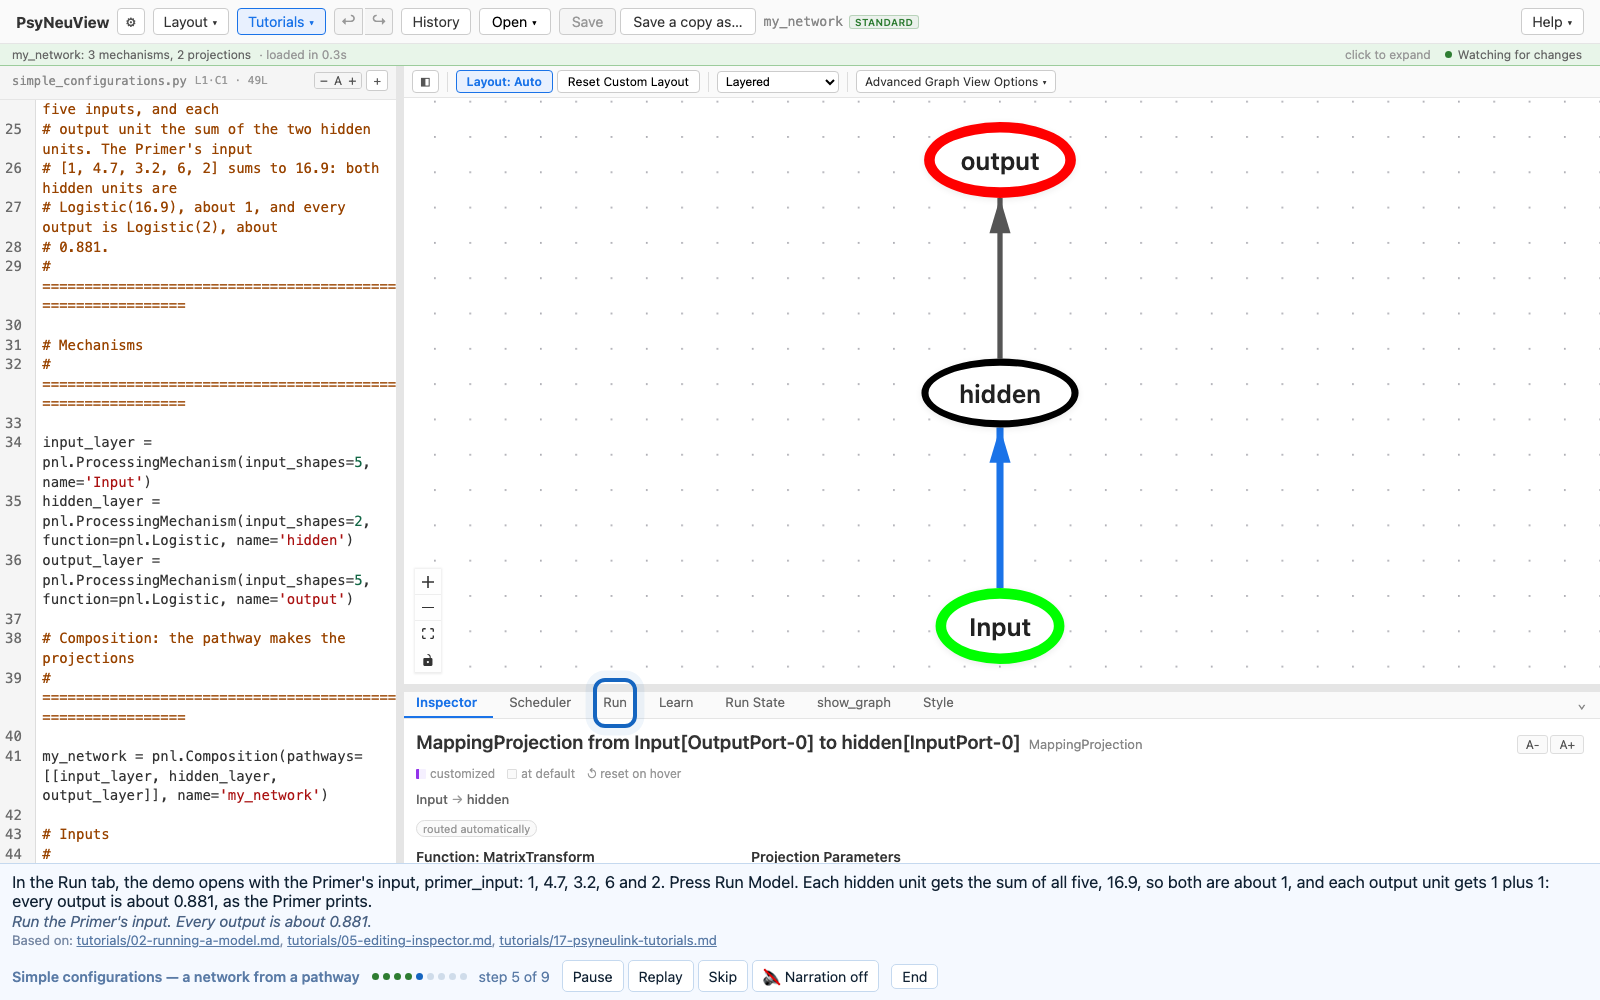 PsyNeuView ⚙ Layout ▾ Tutorials ▾ ↩ ↪ History Open ▾ Save Save a copy as... my_network STANDARD Help ▾
my_network: 3 mechanisms, 2 projections · loaded in 0.3s click to expand Watching for changes
simple_configurations.py L1·C1 · 49L − A + +
Layout: Auto Reset Custom Layout Layered Advanced Graph View Options ▾
five inputs, and each
25 # output unit the sum of the two hidden
units. The Primer's input
26 # [1, 4.7, 3.2, 6, 2] sums to 16.9: both
hidden units are
27 # Logistic(16.9), about 1, and every
output is Logistic(2), about
28 # 0.881.
29 #
===========================================
=================
30
31 # Mechanisms
32 #
===========================================
=================
33
34 input_layer =
pnl.ProcessingMechanism(input_shapes=5,
name='Input')
35 hidden_layer =
pnl.ProcessingMechanism(input_shapes=2,
function=pnl.Logistic, name='hidden')
36 output_layer =
pnl.ProcessingMechanism(input_shapes=5,
function=pnl.Logistic, name='output')
37
38 # Composition: the pathway makes the
projections
39 #
===========================================
=================
40
41 my_network = pnl.Composition(pathways=
[[input_layer, hidden_layer,
output_layer]], name='my_network')
42
43 # Inputs
44 #
output
hidden
Input
Inspector Scheduler Run Learn Run State show_graph Style
MappingProjection from Input[OutputPort-0] to hidden[InputPort-0] MappingProjection A- A+
customized at default ↺ reset on hover
Input → hidden
routed automatically
Function: MatrixTransform Projection Parameters
In the Run tab, the demo opens with the Primer's input, primer_input: 1, 4.7, 3.2, 6 and 2. Press Run Model. Each hidden unit gets the sum of all five, 16.9, so both are about 1, and each output unit gets 1 plus 1:
every output is about 0.881, as the Primer prints.
Run the Primer's input. Every output is about 0.881.
Based on: tutorials/02-running-a-model.md, tutorials/05-editing-inspector.md, tutorials/17-psyneulink-tutorials.md
Simple configurations — a network from a pathway step 5 of 9 Pause Replay Skip Narration off End